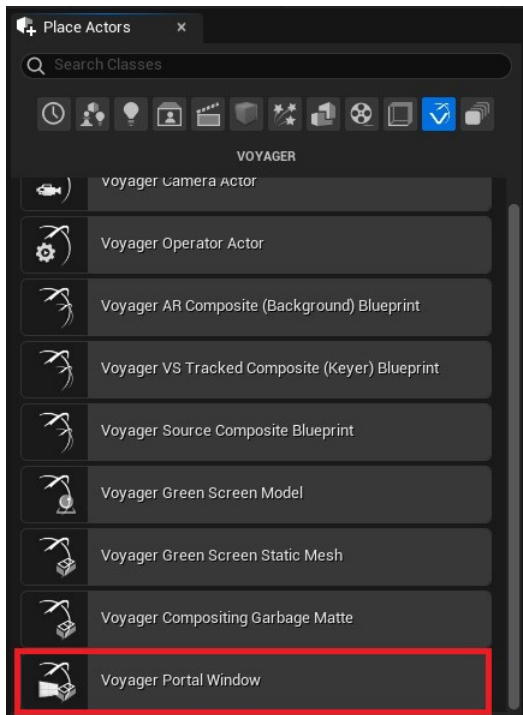 Place Actors
Search Classes
VOYAGER
Voyager Camera Actor
Voyager Operator Actor
Voyager AR Composite (Background) Blueprint
Voyager VS Tracked Composite (Keyer) Blueprint
Voyager Source Composite Blueprint
Voyager Green Screen Model
Voyager Green Screen Static Mesh
Voyager Compositing Garbage Matte
Voyager Portal Window